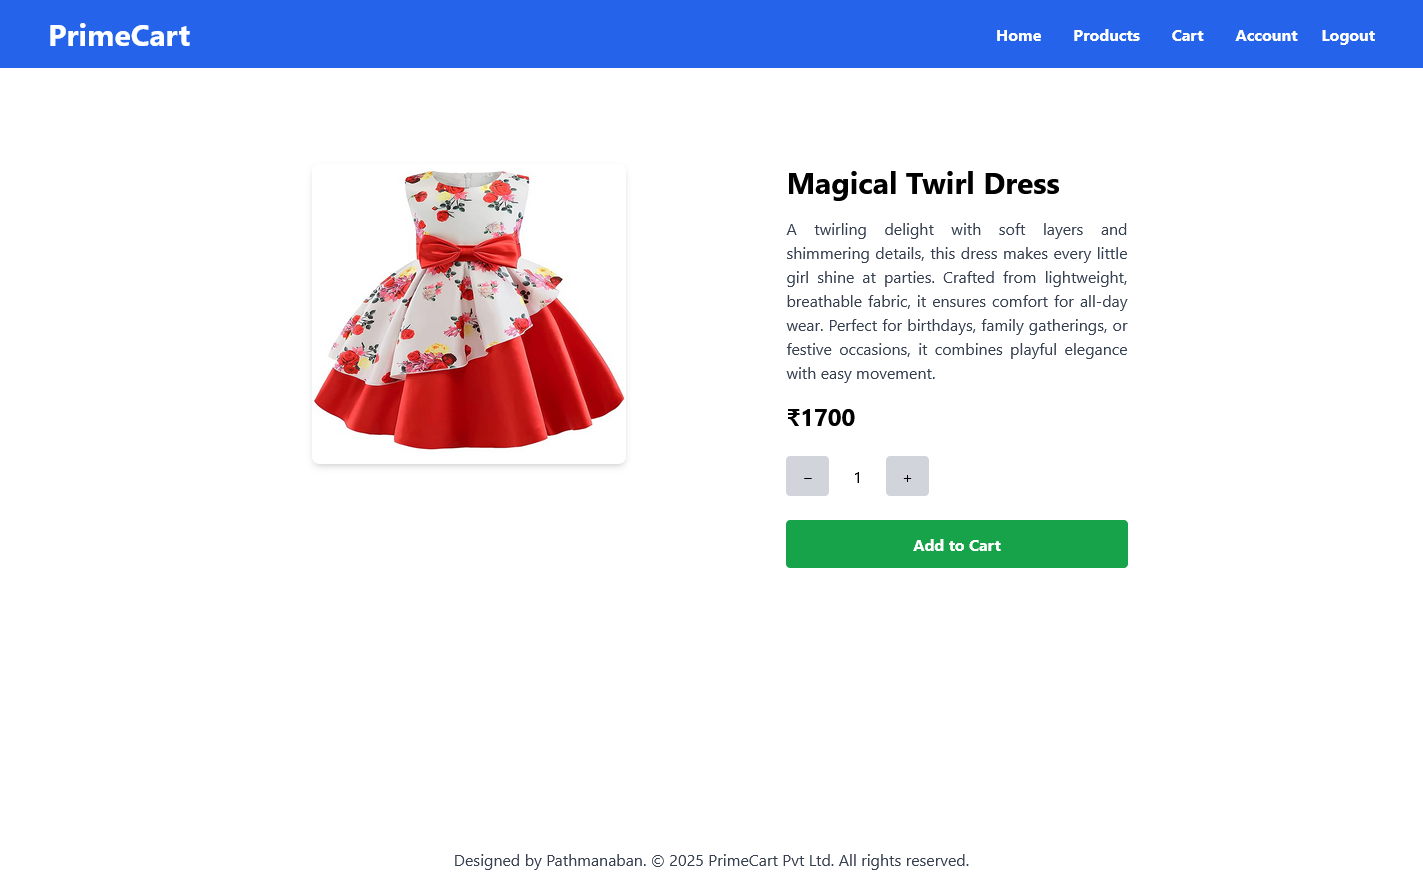 PrimeCart
Home Products Cart Account Logout
Magical Twirl Dress
A twirling delight with soft layers and
shimmering details, this dress makes every little
girl shine at parties. Crafted from lightweight,
breathable fabric, it ensures comfort for all-day
wear. Perfect for birthdays, family gatherings, or
festive occasions, it combines playful elegance
with easy movement.
₹1700
− 1 +
Add to Cart
Designed by Pathmanaban. © 2025 PrimeCart Pvt Ltd. All rights reserved.